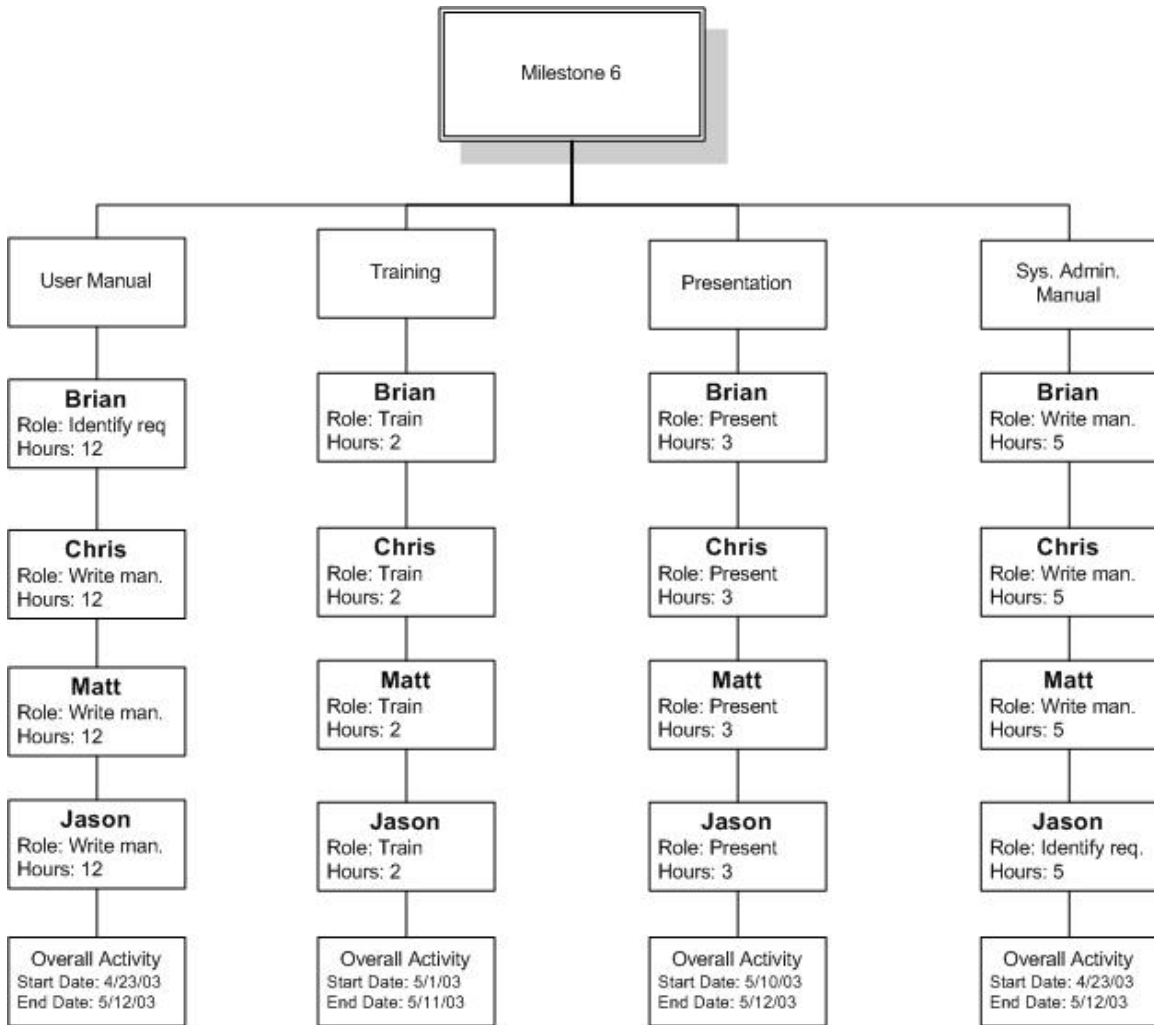 Milestone 6
User Manual
Brian
Role: Identify req
Hours: 12
Chris
Role: Write man.
Hours: 12
Matt
Role: Write man.
Hours: 12
Jason
Role: Write man.
Hours: 12
Overall Activity
Start Date: 4/23/03
End Date: 5/12/03
Training
Brian
Role: Train
Hours: 2
Chris
Role: Train
Hours: 2
Matt
Role: Train
Hours: 2
Jason
Role: Train
Hours: 2
Overall Activity
Start Date: 5/1/03
End Date: 5/11/03
Presentation
Brian
Role: Present
Hours: 3
Chris
Role: Present
Hours: 3
Matt
Role: Present
Hours: 3
Jason
Role: Present
Hours: 3
Overall Activity
Start Date: 5/10/03
End Date: 5/12/03
Sys. Admin.
Manual
Brian
Role: Write man.
Hours: 5
Chris
Role: Write man.
Hours: 5
Matt
Role: Write man.
Hours: 5
Jason
Role: Identify req.
Hours: 5
Overall Activity
Start Date: 4/23/03
End Date: 5/12/03